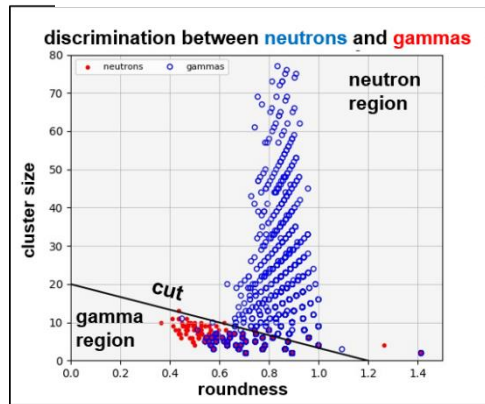 discrimination between neutrons and gammas
neutrons gammas
neutron
region
cut
gamma
region
cluster size
80
70
60
50
40
30
20
10
0
0.0 0.2 0.4 0.6 0.8 1.0 1.2 1.4
roundness